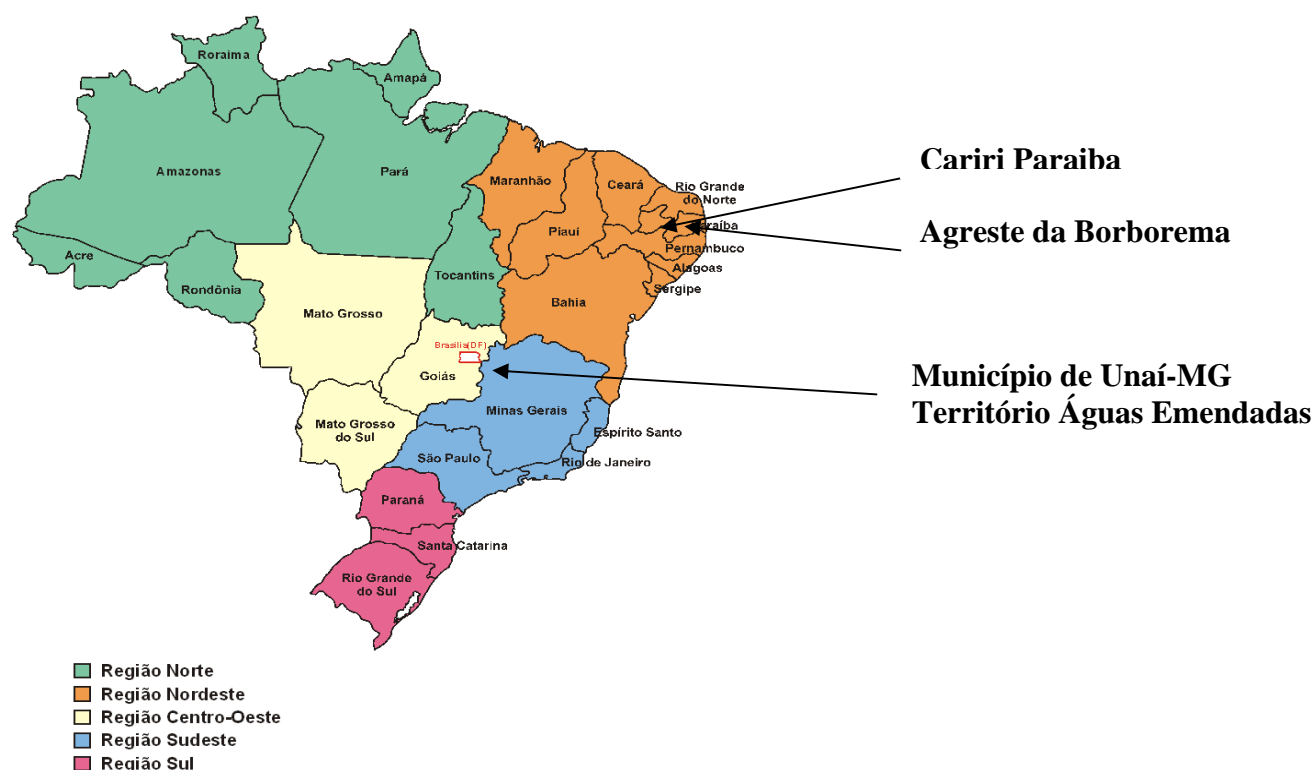 Roraima
Amapá
Amazonas
Pará
Maranhão
Ceará
Rio Grande
do Norte
Cariri Paraiba
Piauí
araíba
Agreste da Borborema
Pernambuco
Acre
Rondônia
Tocantins
Alagoas
Sergipe
Mato Grosso
Bahia
Brasília(DF)
Goiás
Município de Unaí-MG
Território Águas Emendadas
Minas Gerais
Mato Grosso
do Sul
Espírito Santo
São Paulo
Rio de Janeiro
Paraná
Santa Catarina
Rio Grande
do Sul
Região Norte
Região Nordeste
Região Centro-Oeste
Região Sudeste
Região Sul